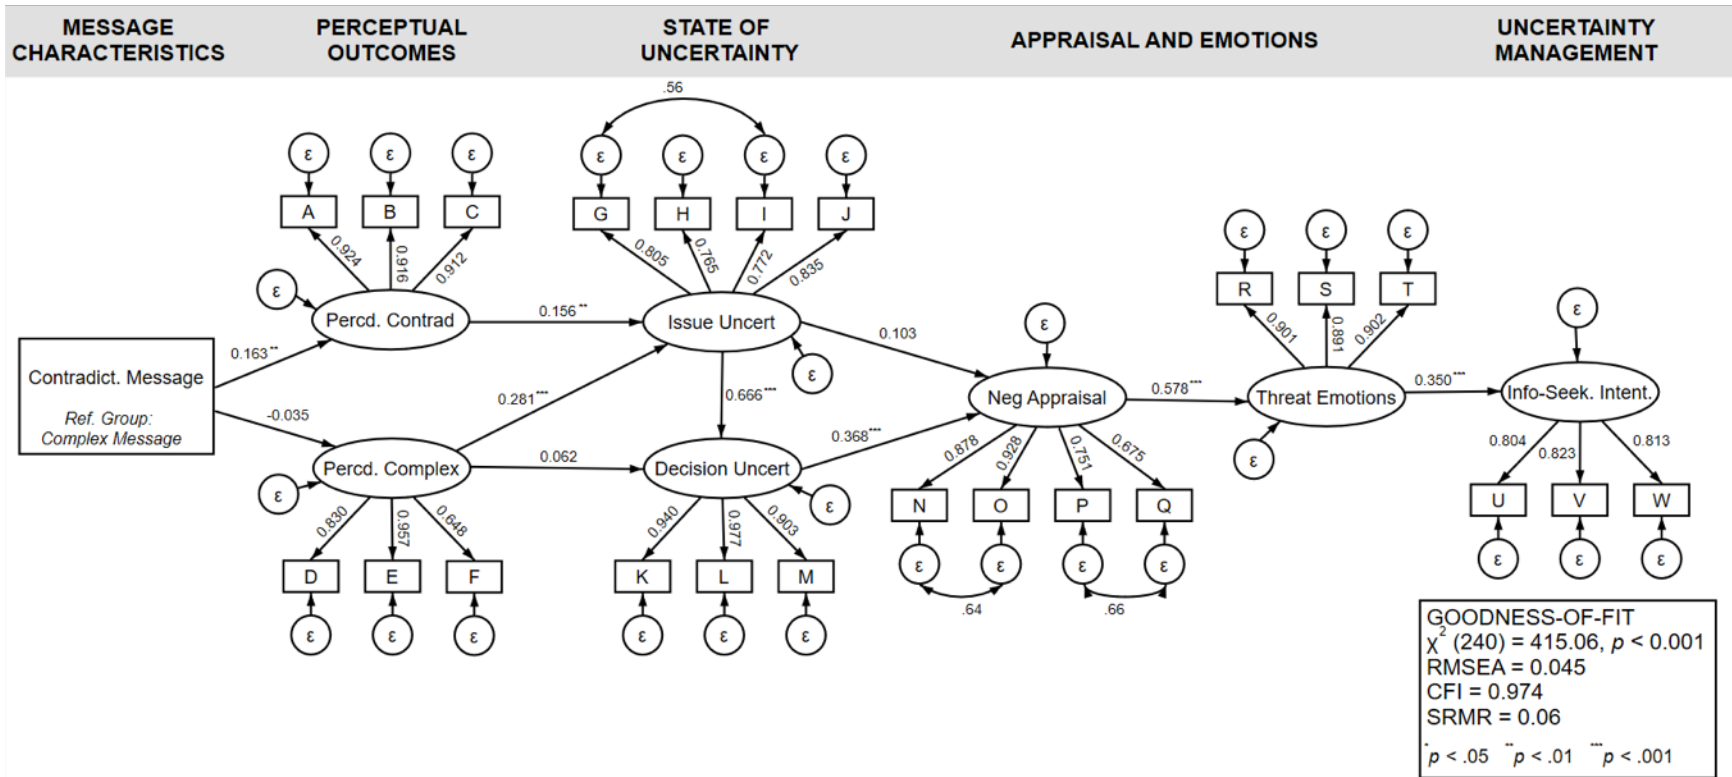 MESSAGE
CHARACTERISTICS
PERCEPTUAL
OUTCOMES
STATE OF
UNCERTAINTY
APPRAISAL AND EMOTIONS
UNCERTAINTY
MANAGEMENT
.56
ε ε ε
ε ε ε ε
A B C
G H I J
ε ε ε
R S T
0.924 0.916 0.912
0.805 0.765 0.772 0.835
0.901 0.891 0.902
ε
Percd. Contrad
0.156**
Issue Uncert
0.103
ε
ε
ε
Contradict. Message
Ref. Group:
Complex Message
0.163**
-0.035
0.281***
0.666***
0.368***
Neg Appraisal
0.578***
Threat Emotions
0.350***
Info-Seek. Intent.
ε
Percd. Complex
0.062
Decision Uncert
ε
ε
0.878 0.928 0.751 0.675
0.804 0.823 0.813
N O P Q
U V W
0.830 0.957 0.648
0.940 0.977 0.903
ε ε ε ε
ε ε ε
D E F
K L M
.64 .66
ε ε ε
ε ε ε
ε
GOODNESS-OF-FIT
χ² (240) = 415.06, p < 0.001
RMSEA = 0.045
CFI = 0.974
SRMR = 0.06
*p < .05 **p < .01 ***p < .001